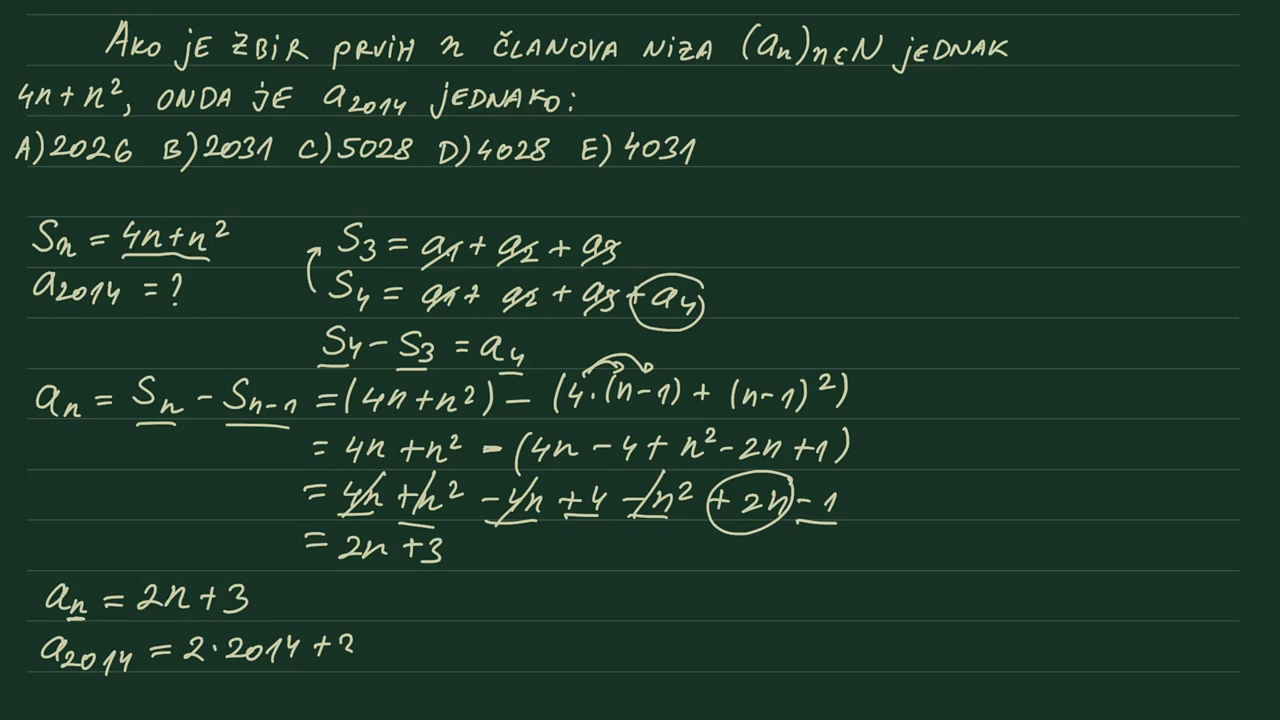 AKO JE ZBIR PRVIH n ČLANOVA NIZA (aₙ)n∈N JEDNAK
4n+n², ONDA JE a₂₀₁₄ JEDNAKO:
A) 2026 B) 2031 C) 5028 D) 4028 E) 4031
Sₙ = 4n+n²
a₂₀₁₄ = ?
S₃ = a₁ + a₂ + a₃
S₄ = a₁ + a₂ + a₃ + a₄
S₄ - S₃ = a₄
aₙ = Sₙ - Sₙ₋₁ = (4n+n²) - (4·(n-1) + (n-1)²)
= 4n + n² - (4n - 4 + n² - 2n + 1)
= 4n + n² - 4n + 4 - n² + 2n - 1
= 2n + 3
aₙ = 2n + 3
a₂₀₁₄ = 2·2014 +